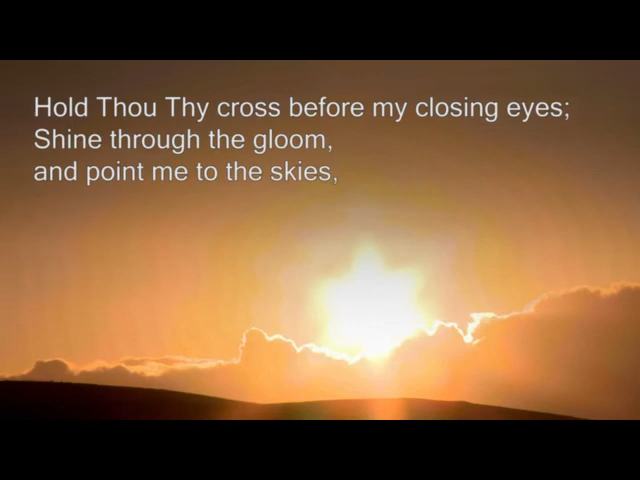 Hold Thou Thy cross before my closing eyes;
Shine through the gloom,
and point me to the skies,